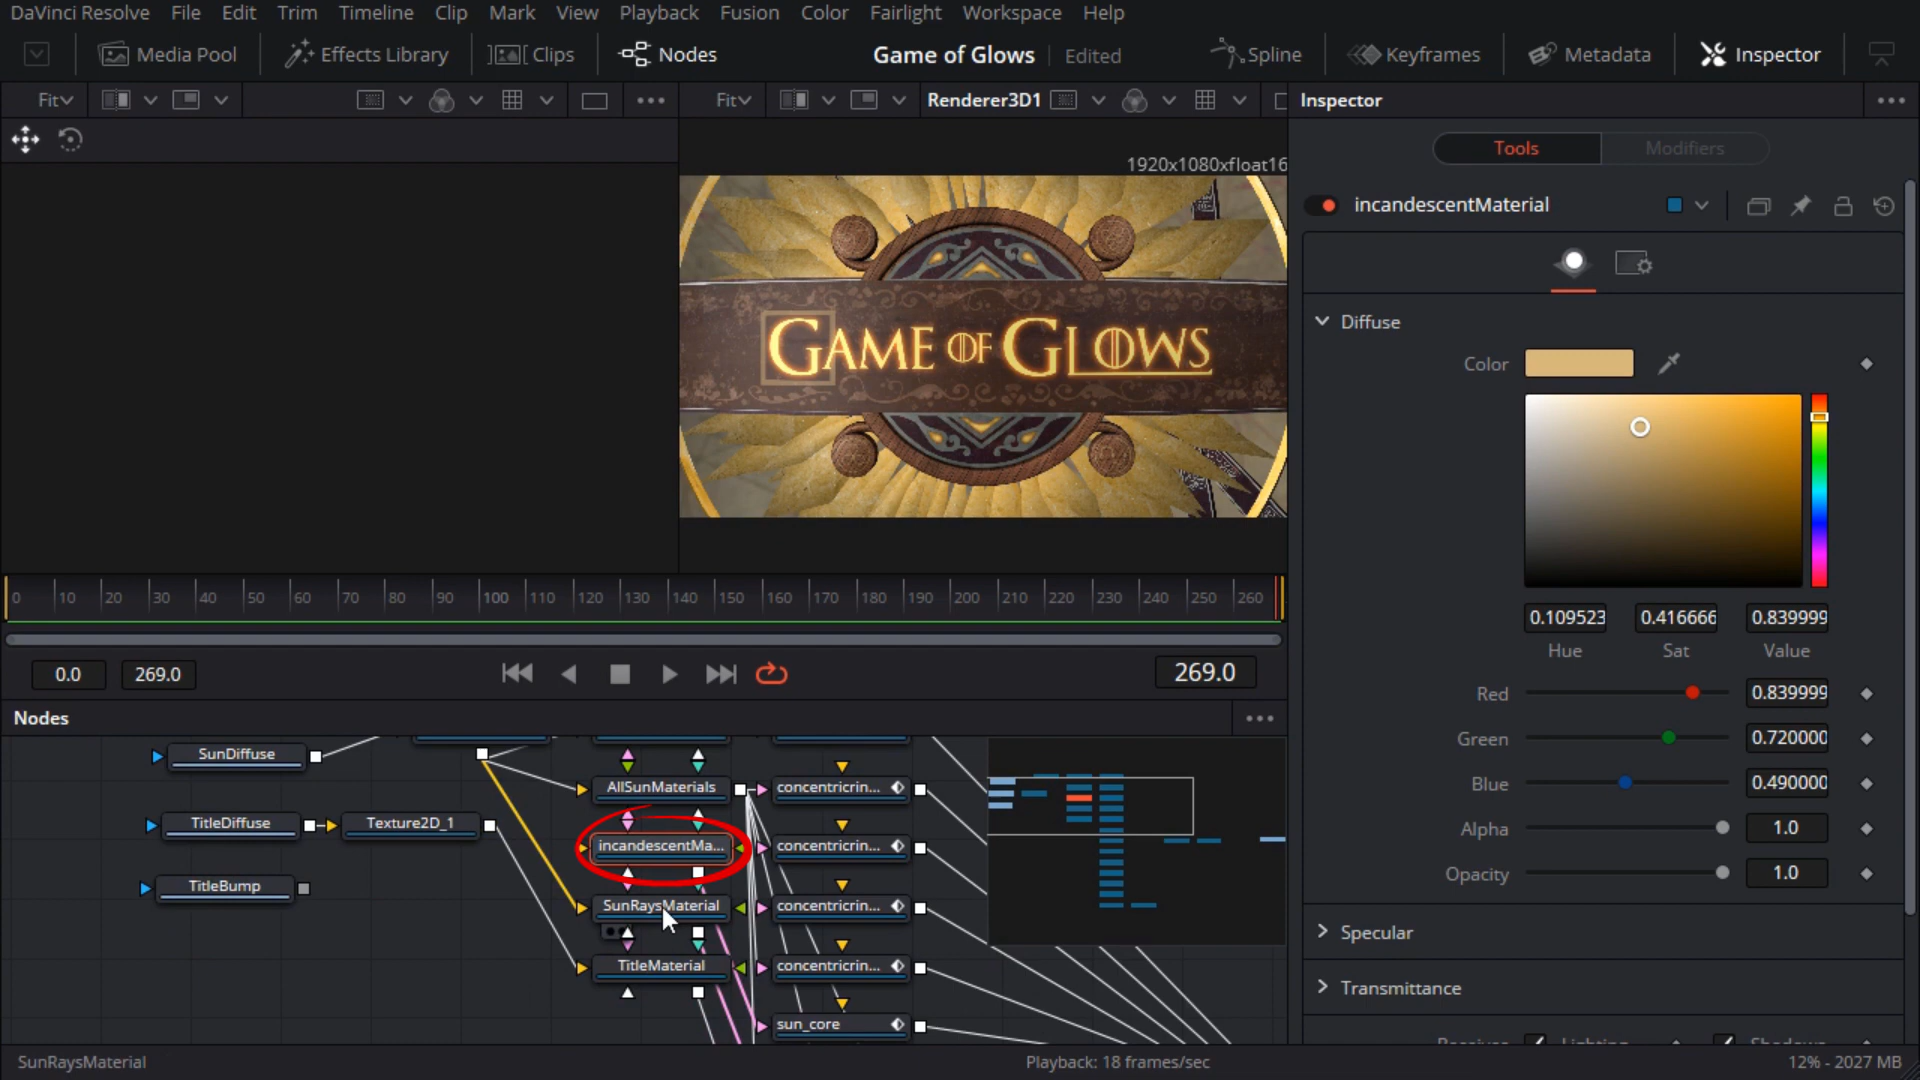 DaVinci Resolve File Edit Trim Timeline Clip Mark View Playback Fusion Color Fairlight Workspace Help
Media Pool Effects Library Clips Nodes Game of Glows Edited Spline Keyframes Metadata Inspector
Fit Fit Renderer3D1 Inspector
Tools Modifiers
1920x1080xfloat16
incandescentMaterial
GAME OF GLOWS
Diffuse
Color
0 10 20 30 40 50 60 70 80 90 100 110 120 130 140 150 160 170 180 190 200 210 220 230 240 250 260
0.109523 0.416666 0.839999
Hue Sat Value
0.0 269.0 269.0
Red 0.839999
Nodes
Green 0.720000
SunDiffuse
Blue 0.490000
AllSunMaterials concentricrin...
TitleDiffuse Texture2D_1
Alpha 1.0
incandescentMa... concentricrin...
Opacity 1.0
TitleBump
SunRaysMaterial concentricrin...
Specular
TitleMaterial concentricrin...
Transmittance
sun_core
SunRaysMaterial Playback: 18 frames/sec 12% - 2027 MB